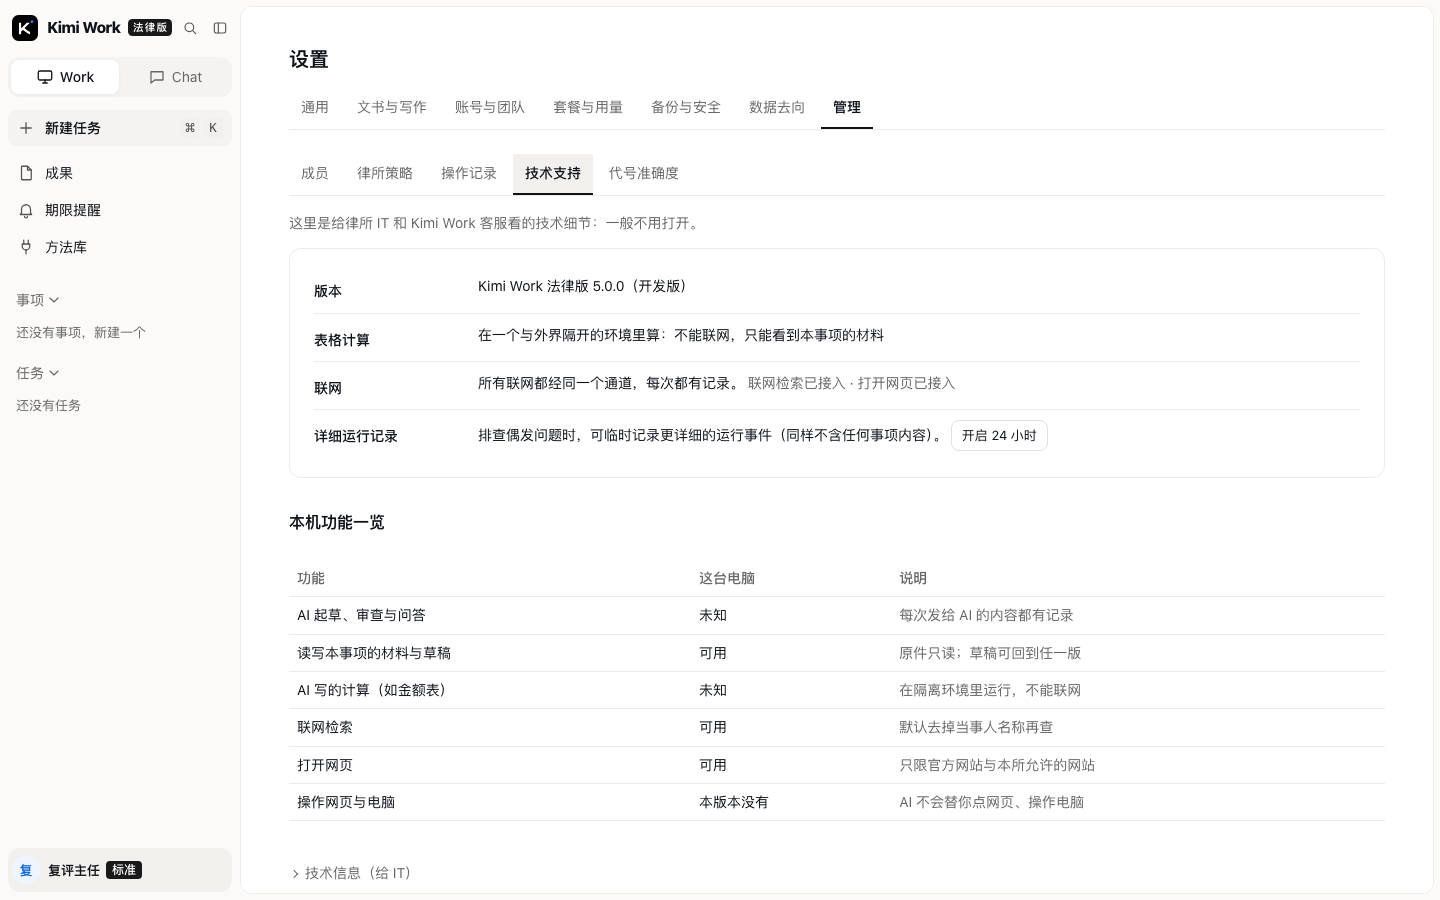 Kimi Work 法律版
Work
Chat
新建任务 ⌘ K
成果
期限提醒
方法库
事项
还没有事项，新建一个
任务
还没有任务
复 复评主任 标准
设置
通用 文书与写作 账号与团队 套餐与用量 备份与安全 数据去向 管理
成员 律所策略 操作记录 技术支持 代号准确度
这里是给律所 IT 和 Kimi Work 客服看的技术细节：一般不用打开。
版本 Kimi Work 法律版 5.0.0（开发版）
表格计算 在一个与外界隔开的环境里算：不能联网，只能看到本事项的材料
联网 所有联网都经同一个通道，每次都有记录。 联网检索已接入 · 打开网页已接入
详细运行记录 排查偶发问题时，可临时记录更详细的运行事件（同样不含任何事项内容）。 开启 24 小时
本机功能一览
功能 这台电脑 说明
AI 起草、审查与问答 未知 每次发给 AI 的内容都有记录
读写本事项的材料与草稿 可用 原件只读；草稿可回到任一版
AI 写的计算（如金额表） 未知 在隔离环境里运行，不能联网
联网检索 可用 默认去掉当事人名称再查
打开网页 可用 只限官方网站与本所允许的网站
操作网页与电脑 本版本没有 AI 不会替你点网页、操作电脑
技术信息（给 IT）